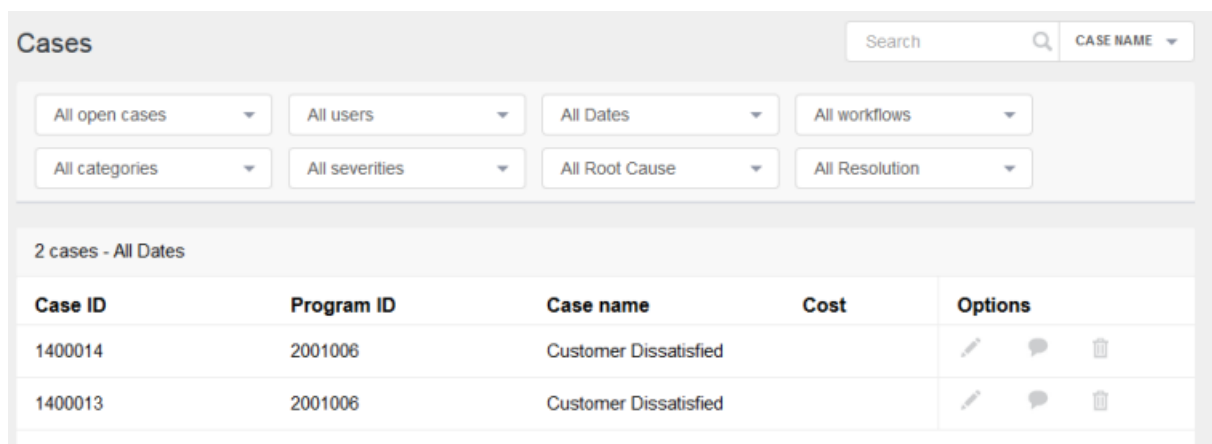 Cases Search CASE NAME
All open cases All users All Dates All workflows
All categories All severities All Root Cause All Resolution
2 cases - All Dates
Case ID Program ID Case name Cost Options
1400014 2001006 Customer Dissatisfied
1400013 2001006 Customer Dissatisfied